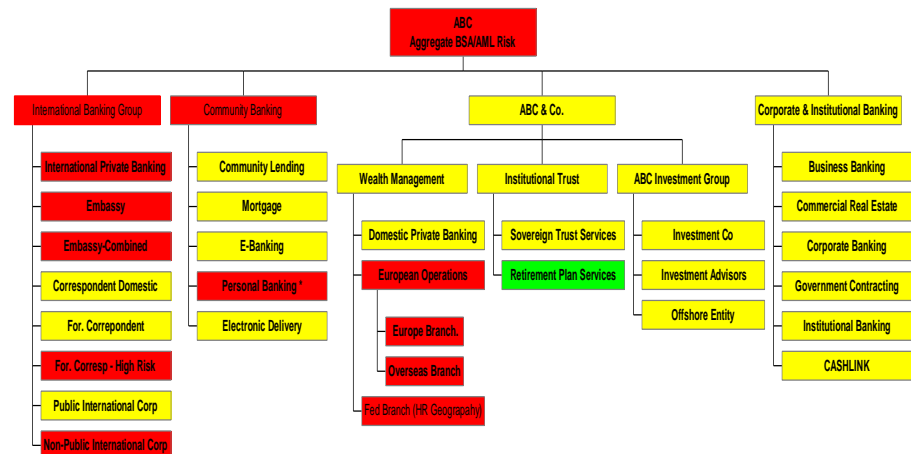 ABC
Aggregate BSA/AML Risk
International Banking Group
Community Banking
ABC & Co.
Corporate & Institutional Banking
International Private Banking
Embassy
Embassy-Combined
Correspondent Domestic
For. Correpondent
For. Corresp - High Risk
Public International Corp
Non-Public International Corp
Community Lending
Mortgage
E-Banking
Personal Banking *
Electronic Delivery
Wealth Management
Institutional Trust
ABC Investment Group
Domestic Private Banking
European Operations
Europe Branch.
Overseas Branch
Fed Branch (HR Geograpahy)
Sovereign Trust Services
Retirement Plan Services
Investment Co
Investment Advisors
Offshore Entity
Business Banking
Commercial Real Estate
Corporate Banking
Government Contracting
Institutional Banking
CASHLINK